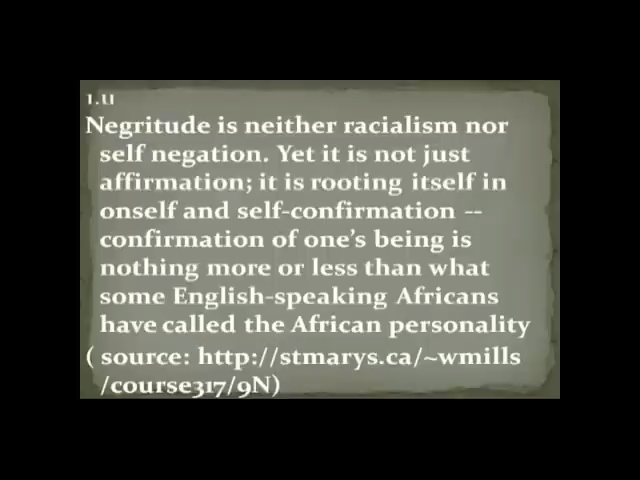 1.u
Negritude is neither racialism nor
self negation. Yet it is not just
affirmation; it is rooting itself in
onself and self-confirmation --
confirmation of one's being is
nothing more or less than what
some English-speaking Africans
have called the African personality
( source: http://stmarys.ca/~wmills
/course317/9N)